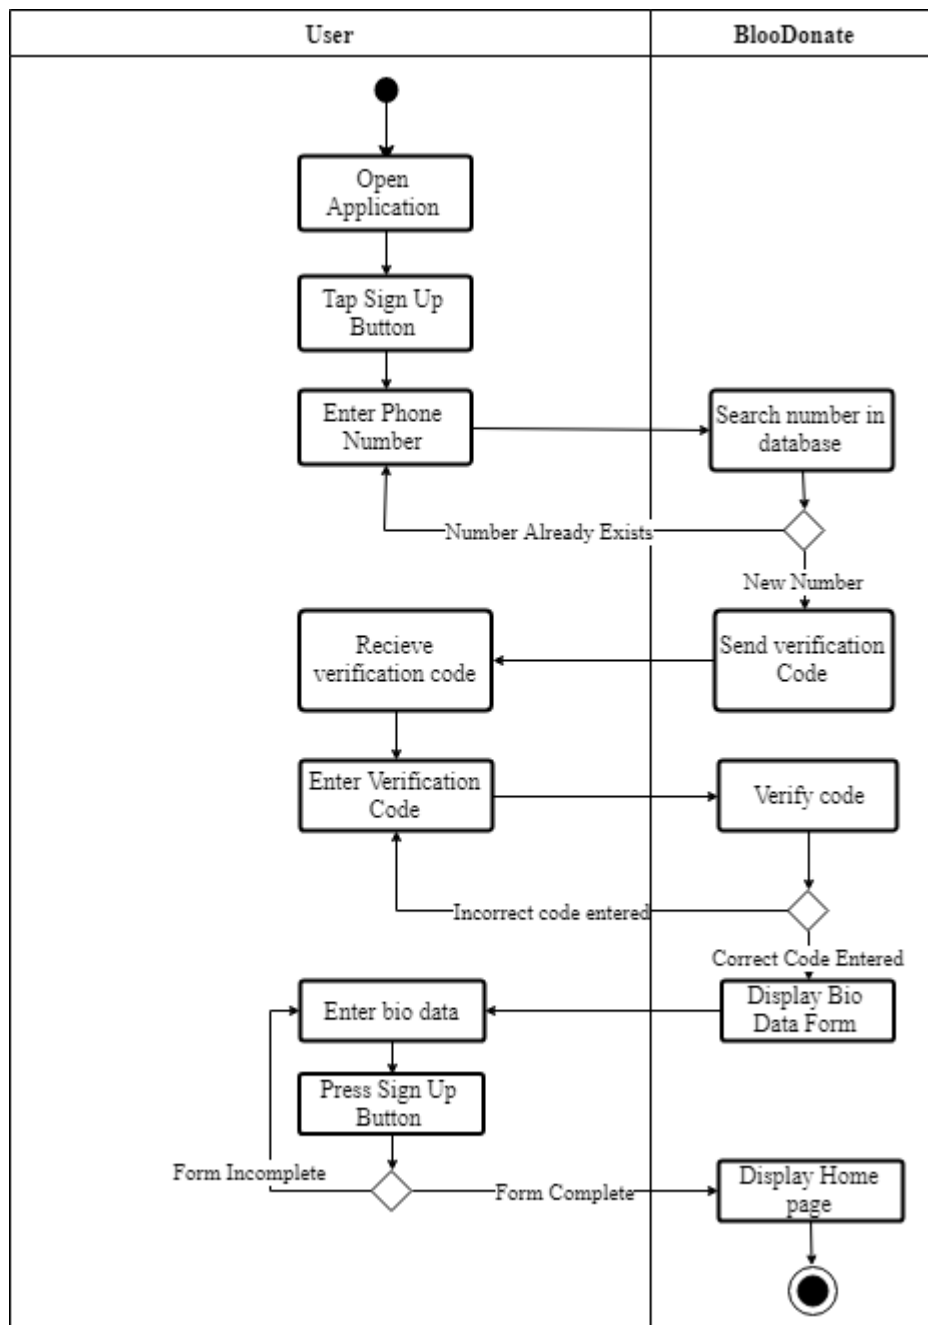 User
BlooDonate
Open
Application
Tap Sign Up
Button
Enter Phone
Number
Search number in
database
Number Already Exists
New Number
Recieve
verification code
Send verification
Code
Enter Verification
Code
Verify code
Incorrect code entered
Correct Code Entered
Enter bio data
Display Bio
Data Form
Press Sign Up
Button
Form Incomplete
Form Complete
Display Home
page